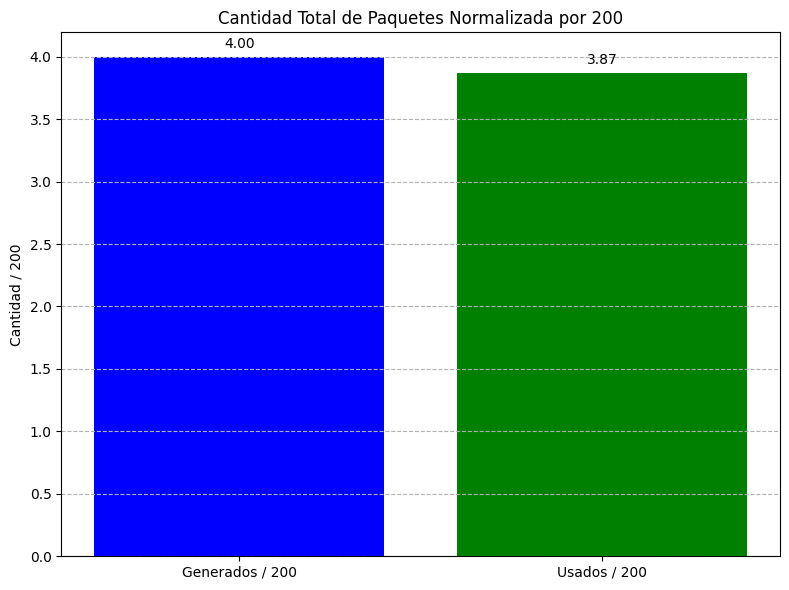 Cantidad Total de Paquetes Normalizada por 200
4.00
3.87
4.0
3.5
3.0
2.5
2.0
1.5
1.0
0.5
0.0
Cantidad / 200
Generados / 200
Usados / 200